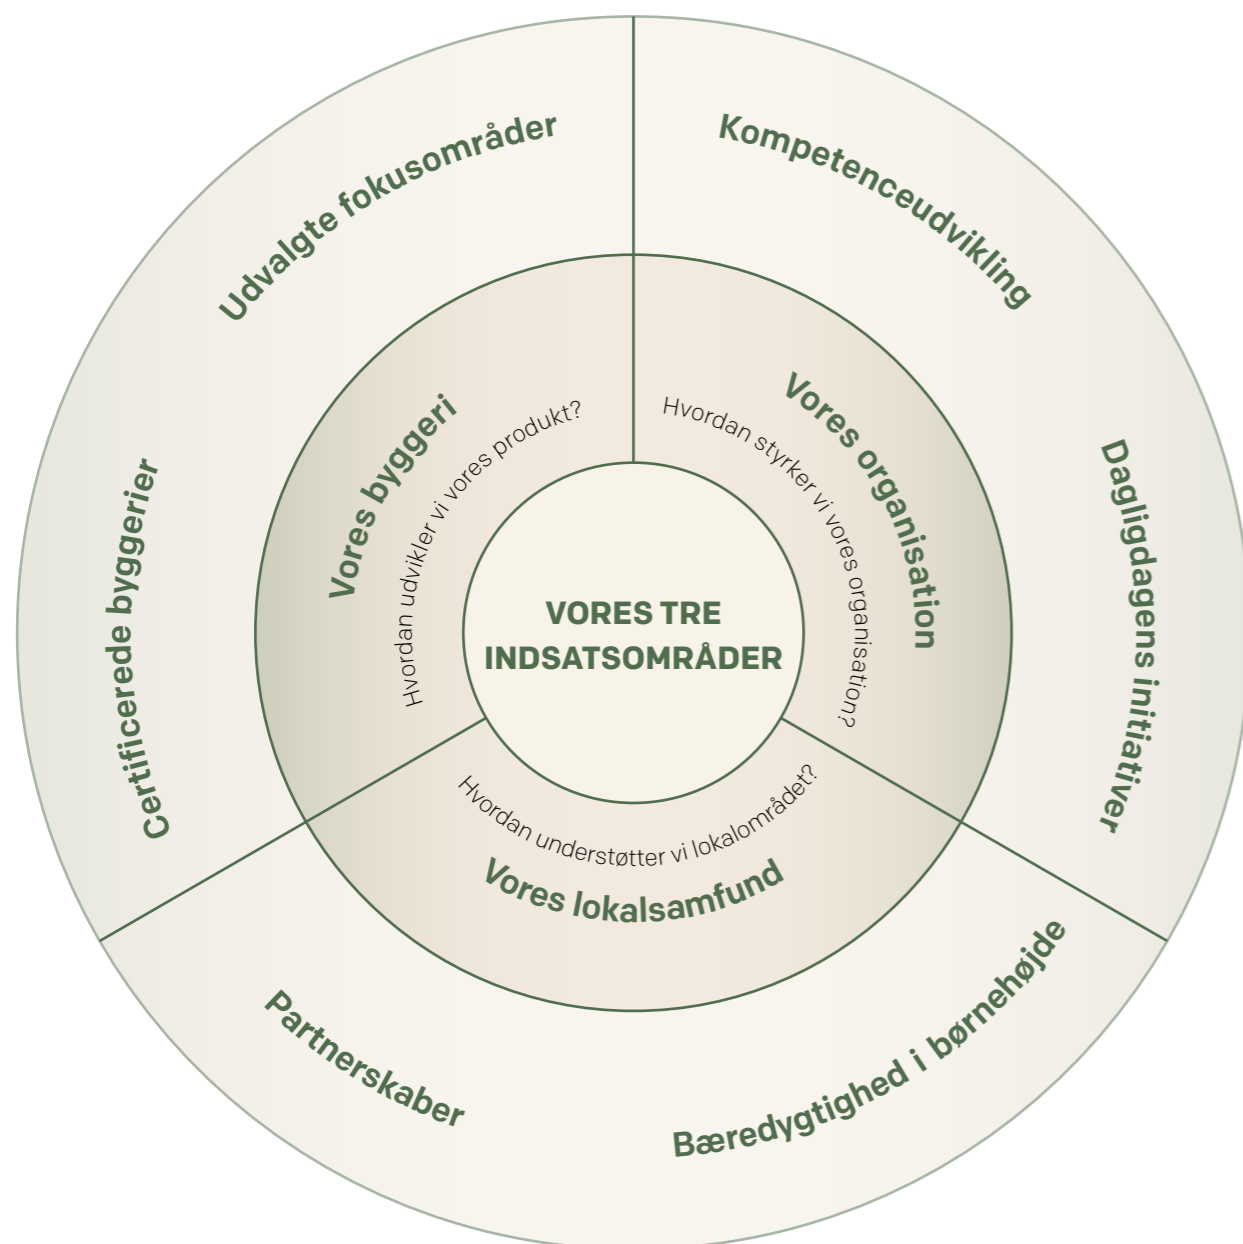 VORES TRE
INDSATSOMRÅDER
Vores byggeri
Hvordan udvikler vi vores produkt?
Certificerede byggerier
Udvalgte fokusområder
Vores organisation
Hvordan styrker vi vores organisation?
Kompetenceudvikling
Dagligdagens initiativer
Hvordan understøtter vi lokalområdet?
Vores lokalsamfund
Partnerskaber
Bæredygtighed i børnehøjde